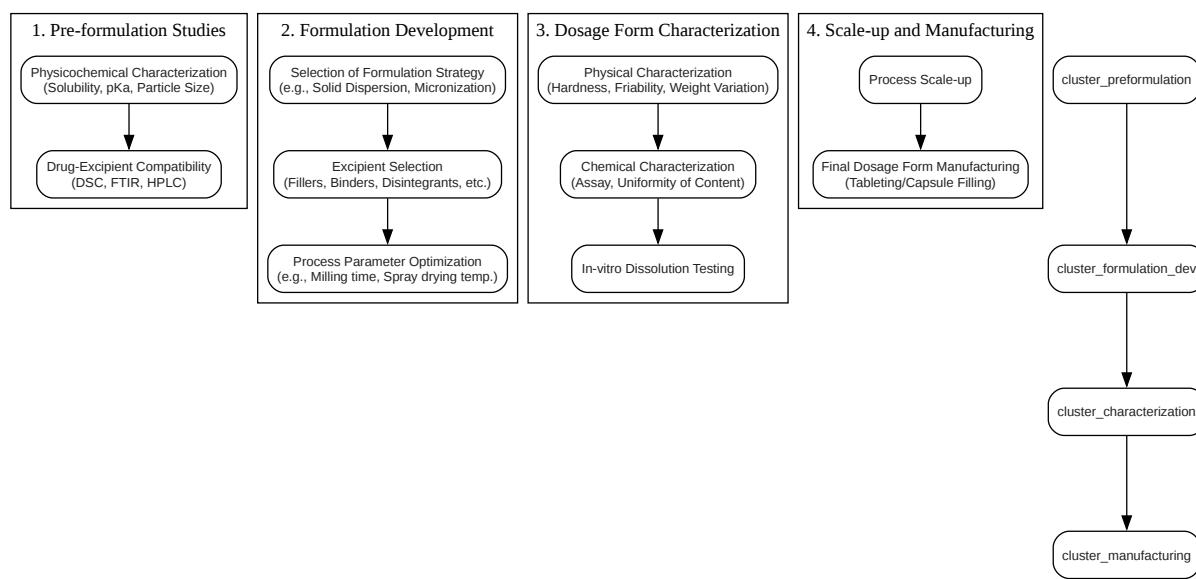 1. Pre-formulation Studies
Physicochemical Characterization
(Solubility, pKa, Particle Size)
Drug-Excipient Compatibility
(DSC, FTIR, HPLC)
2. Formulation Development
Selection of Formulation Strategy
(e.g., Solid Dispersion, Micronization)
Excipient Selection
(Fillers, Binders, Disintegrants, etc.)
Process Parameter Optimization
(e.g., Milling time, Spray drying temp.)
3. Dosage Form Characterization
Physical Characterization
(Hardness, Friability, Weight Variation)
Chemical Characterization
(Assay, Uniformity of Content)
In-vitro Dissolution Testing
4. Scale-up and Manufacturing
Process Scale-up
Final Dosage Form Manufacturing
(Tableting/Capsule Filling)
cluster_preformulation
cluster_formulation_dev
cluster_characterization
cluster_manufacturing